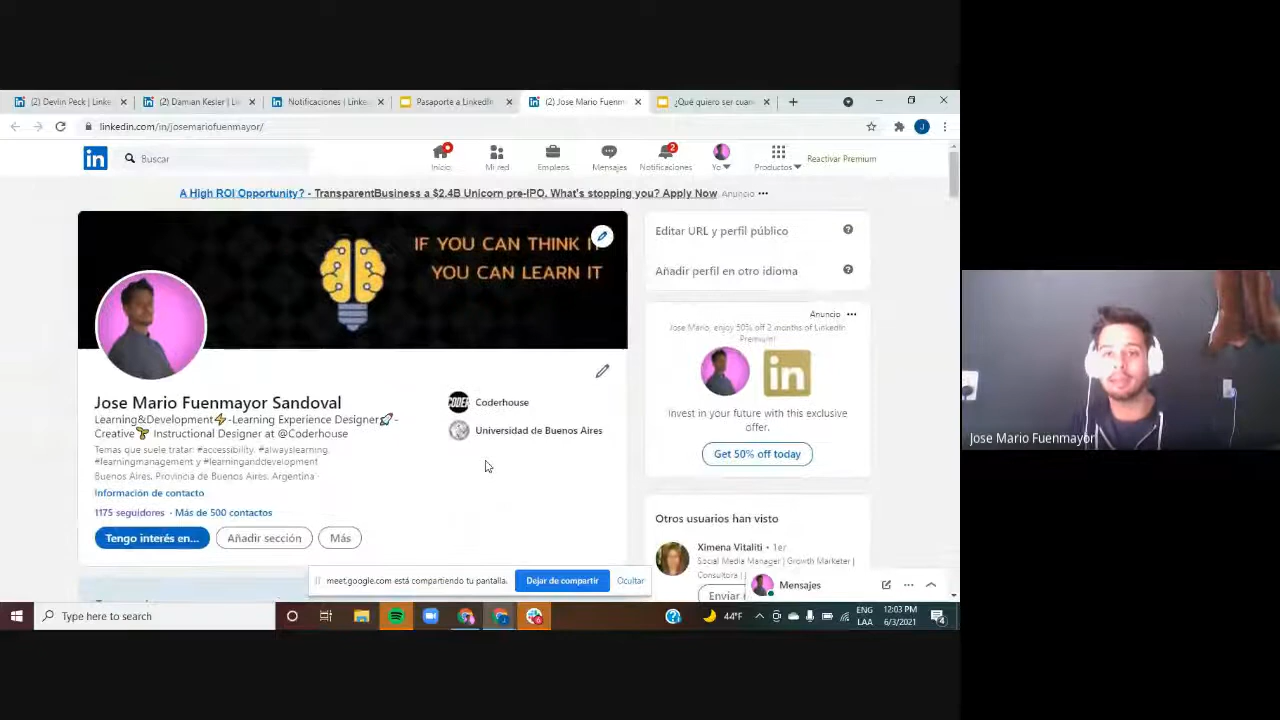 (2) Devlin Peck | Linke
(2) Damian Kesler | Li
Notificaciones | Linke
Pasaporte a LinkedIn
(2) Jose Mario Fuenm
¿Qué quiero ser cuan
linkedin.com/in/josemariofuenmayor/
J
in
Buscar
Inicio
Mi red
Empleos
Mensajes
2
Notificaciones
Yo
Productos
Reactivar Premium
A High ROI Opportunity? - TransparentBusiness a $2.4B Unicorn pre-IPO, What's stopping you? Apply Now
Anuncio
IF YOU CAN THINK
YOU CAN LEARN IT
Jose Mario Fuenmayor Sandoval
Learning&Development⚡-Learning Experience Designer🚀-
Creative Instructional Designer at @Coderhouse
Temas que suele tratar: #accessibility, #alwayslearning,
#learningmanagement y #learninganddevelopment
Buenos Aires, Provincia de Buenos Aires, Argentina ·
Información de contacto
1175 seguidores · Más de 500 contactos
Tengo interés en...
Añadir sección
Más
CODER
Coderhouse
Universidad de Buenos Aires
Editar URL y perfil público
Añadir perfil en otro idioma
Anuncio
Jose Mario, enjoy 50% off 2 months of LinkedIn
Premium!
in
Invest in your future with this exclusive
offer.
Get 50% off today
Otros usuarios han visto
Ximena Vitaliti • 1er
Social Media Manager | Growth Marketer |
Consultora |
Enviar
Mensajes
meet.google.com está compartiendo tu pantalla.
Dejar de compartir
Ocultar
Type here to search
44°F
ENG
LAA
12:03 PM
6/3/2021
4
Jose Mario Fuenmayor